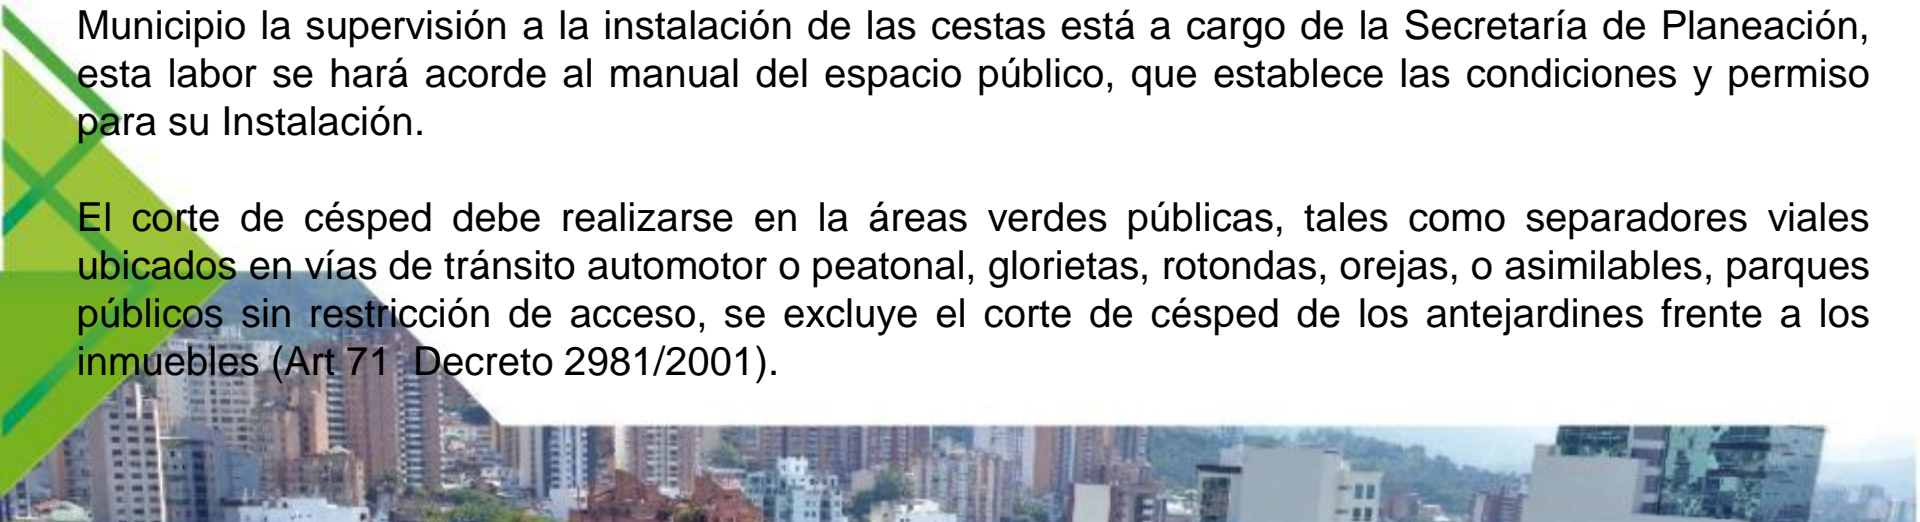 Municipio la supervisión a la instalación de las cestas está a cargo de la Secretaría de Planeación,
esta labor se hará acorde al manual del espacio público, que establece las condiciones y permiso
para su Instalación.
El corte de césped debe realizarse en la áreas verdes públicas, tales como separadores viales
ubicados en vías de tránsito automotor o peatonal, glorietas, rotondas, orejas, o asimilables, parques
públicos sin restricción de acceso, se excluye el corte de césped de los antejardines frente a los
inmuebles (Art 71 Decreto 2981/2001).